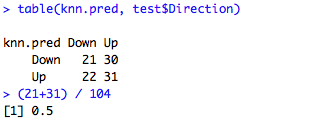 > table(knn.pred, test$Direction)
knn.pred Down Up
Down 21 30
Up 22 31
> (21+31) / 104
[1] 0.5